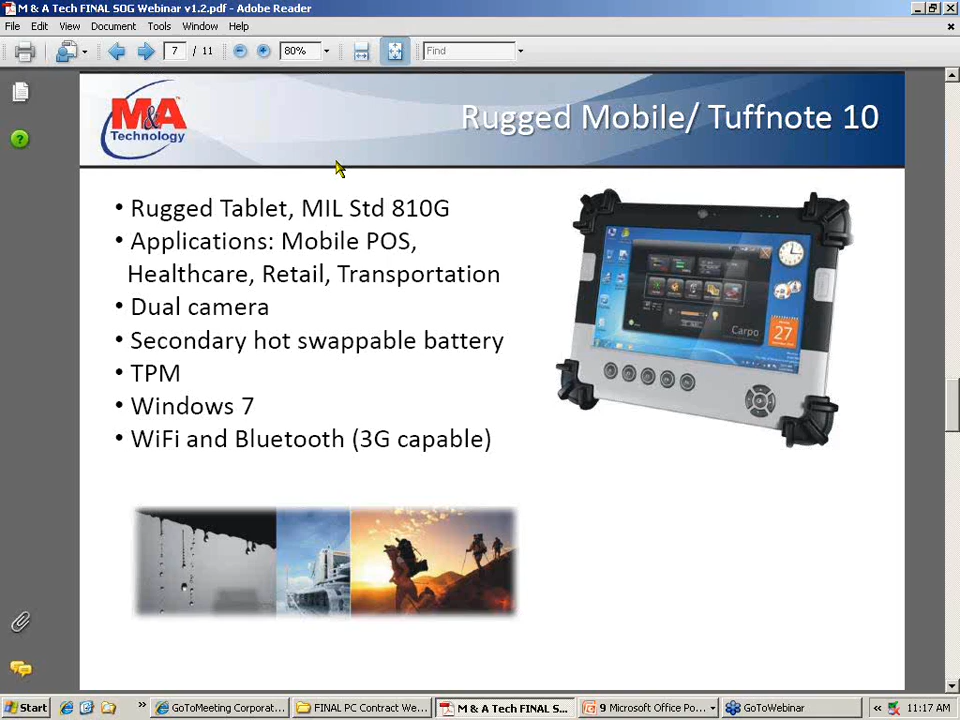 M & A Tech FINAL SOG Webinar v1.2.pdf - Adobe Reader
File Edit View Document Tools Window Help
7 / 11 80% Find
M&A
Technology
Rugged Mobile/ Tuffnote 10
• Rugged Tablet, MIL Std 810G
• Applications: Mobile POS,
Healthcare, Retail, Transportation
• Dual camera
• Secondary hot swappable battery
• TPM
• Windows 7
• WiFi and Bluetooth (3G capable)
Carpo
27
Start » GoToMeeting Corporat... FINAL PC Contract We... M & A Tech FINAL S... 9 Microsoft Office Po... GoToWebinar « 11:17 AM